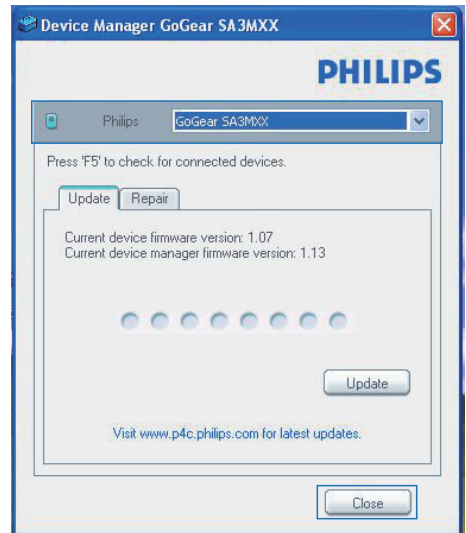 Device Manager GoGear SA3MXX
PHILIPS
Philips GoGear SA3MXX
Press 'F5' to check for connected devices.
Update Repair
Current device firmware version: 1.07
Current device manager firmware version: 1.13
Update
Visit www.p4c.philips.com for latest updates.
Close